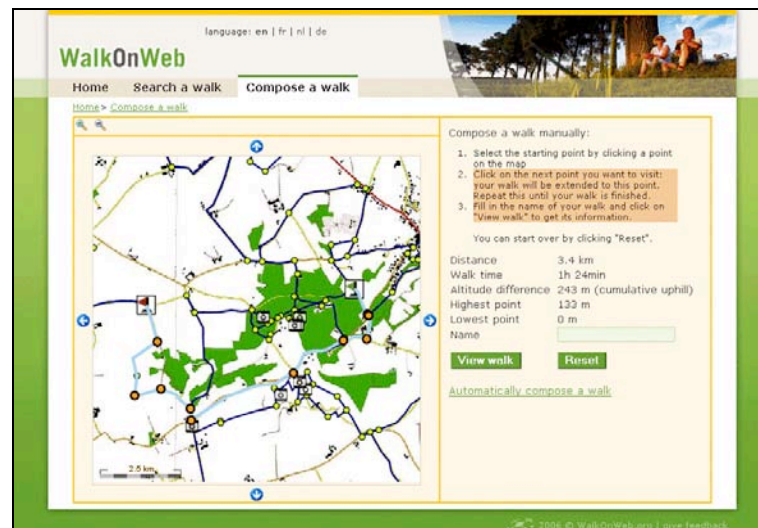 language: en | fr | nl | de
WalkOnWeb
Home Search a walk Compose a walk
Home> Compose a walk
Compose a walk manually:
1. Select the starting point by clicking a point
on the map
2. Click on the next point you want to visit:
your walk will be extended to this point.
Repeat this until your walk is finished.
3. Fill in the name of your walk and click on
"View walk" to get its information.
You can start over by clicking "Reset".
Distance 3.4 km
Walk time 1h 24min
Altitude difference 243 m (cumulative uphill)
Highest point 133 m
Lowest point 0 m
Name
View walk Reset
Automatically compose a walk
2.5 km
2006 © WalkOnWeb.org | give feedback